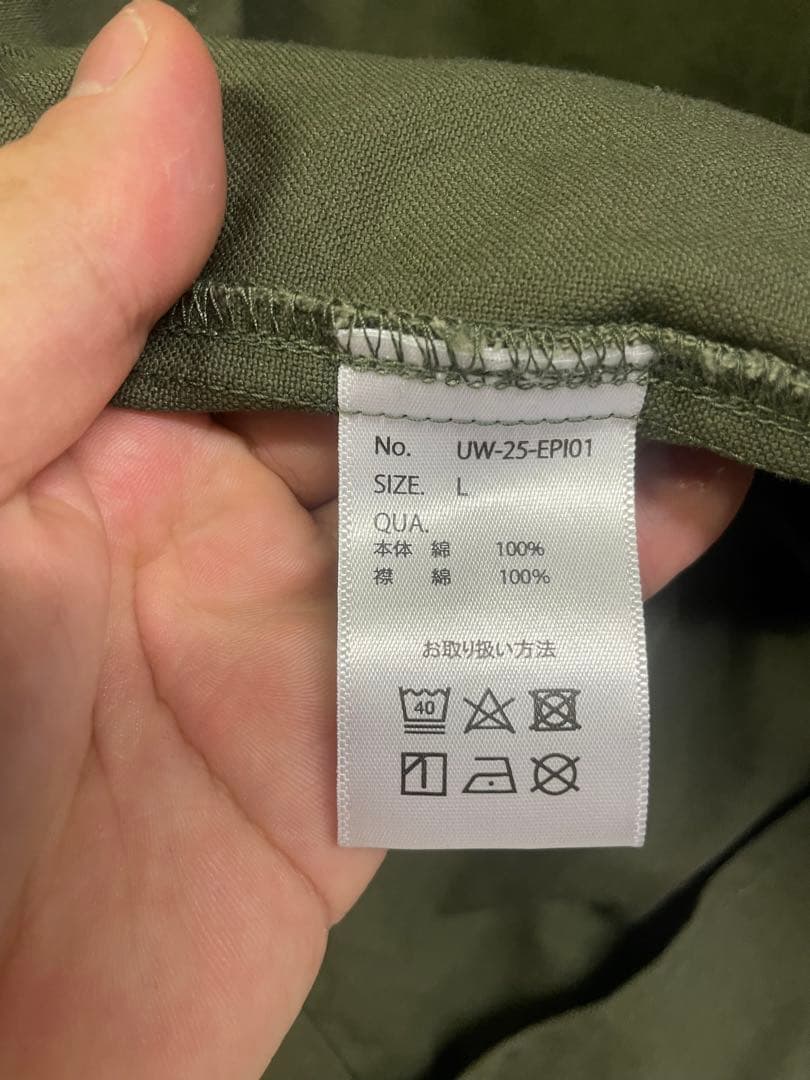 No. UW-25-EPI01
SIZE. L
QUA.
本体 綿 100%
襟 綿 100%
お取り扱い方法
40